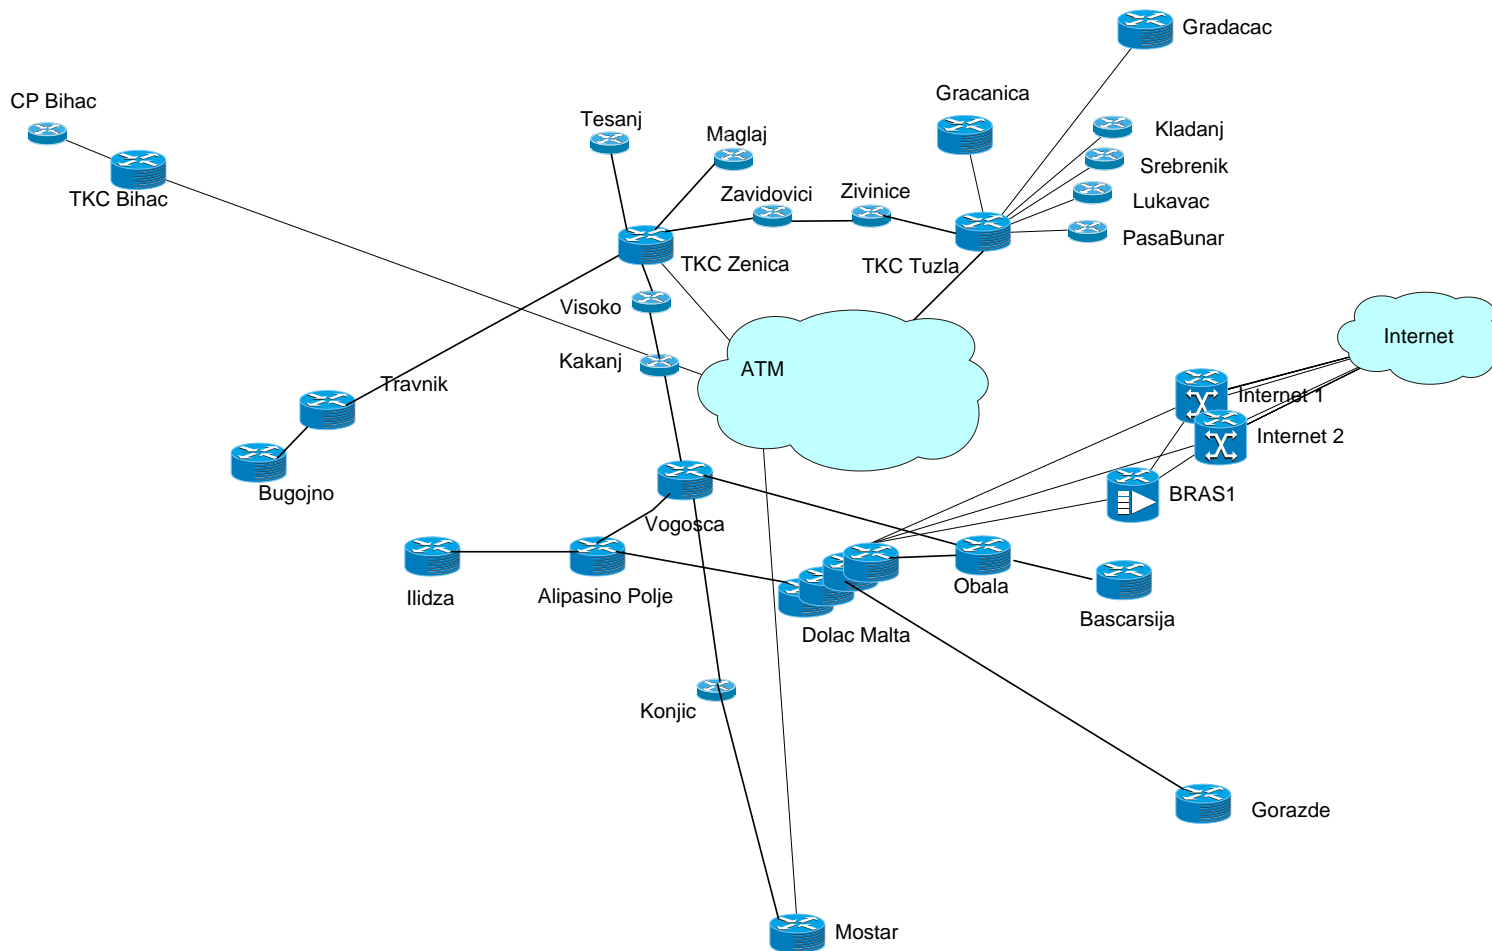 Gradacac
CP Bihac
Gracanica
Tesanj
Maglaj
Kladanj
Srebrenik
TKC Bihac
Zavidovici
Zivinice
Lukavac
PasaBunar
TKC Zenica
TKC Tuzla
Visoko
Internet
Kakanj
ATM
Travnik
Internet 1
Internet 2
Bugojno
BRAS1
Vogosca
Obala
Ilidza
Alipasino Polje
Bascarsija
Dolac Malta
Konjic
Gorazde
Mostar